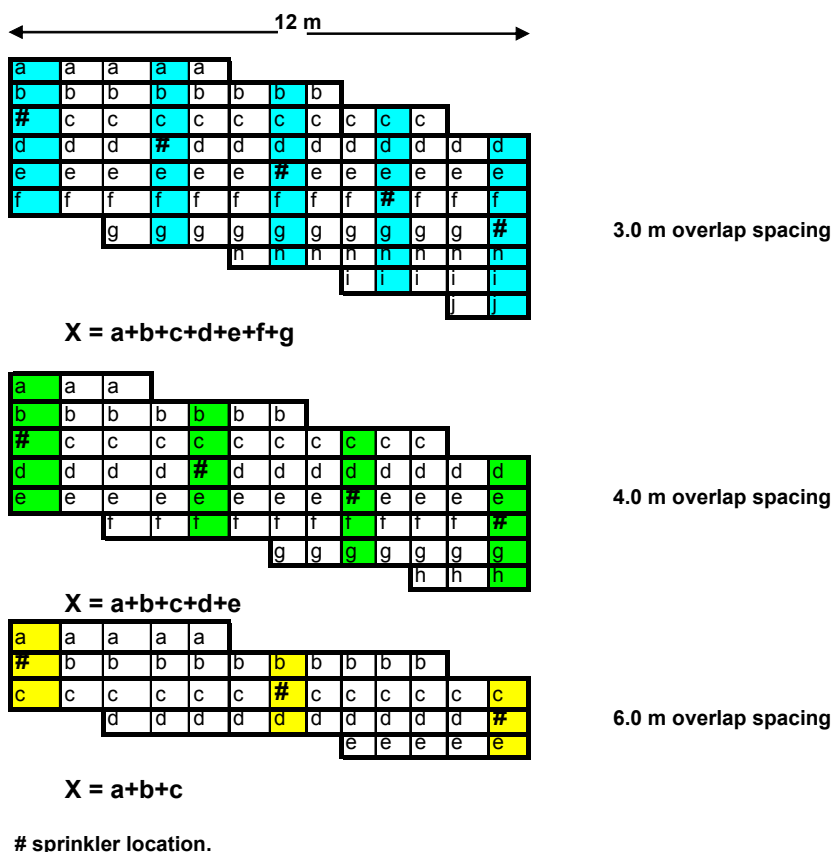 12 m
a a a a a
b b b b b b b b
# c c c c c c c c c c
d d d # d d d d d d d d d
e e e e e e # e e e e e e
f f f f f f f f f # f f f
g g g g g g g g g g #
3.0 m overlap spacing
h h h h h h h h
i i i i i
j j
X = a+b+c+d+e+f+g
a a a
b b b b b b b b
# c c c c c c c c c c
d d d d # d d d d d d d d
e e e e e e e e # e e e e
4.0 m overlap spacing
f f f f f f f f f f #
g g g g g g g
h h h
X = a+b+c+d+e
a a a a a
# b b b b b b b b b b
c c c c c c # c c c c c c
d d d d d d d d d d #
6.0 m overlap spacing
e e e e e
X = a+b+c
# sprinkler location.